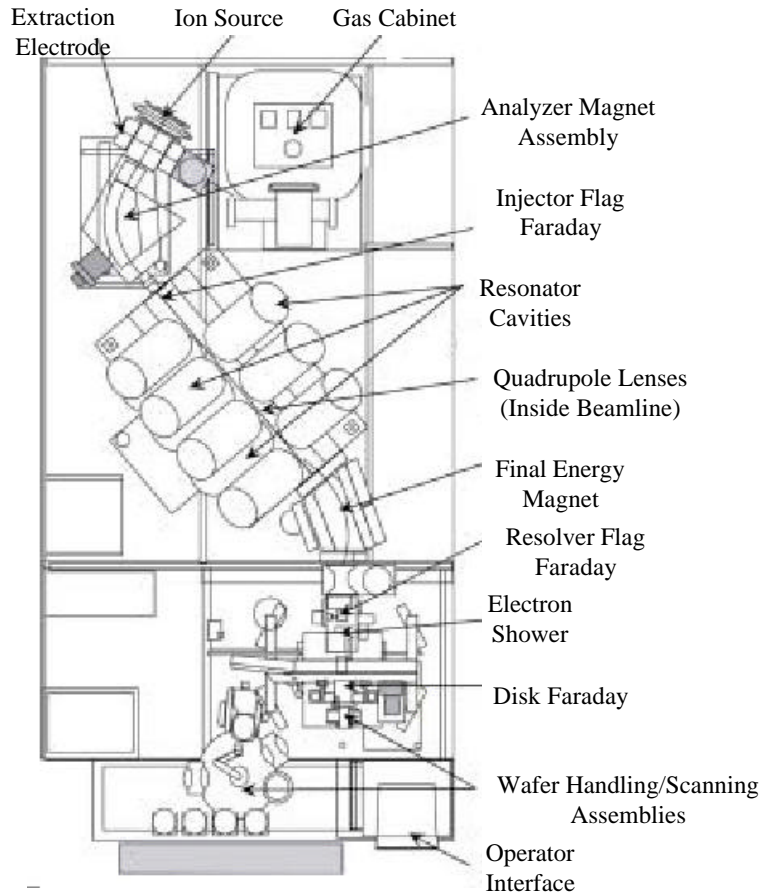 Extraction
Electrode
Ion Source
Gas Cabinet
Analyzer Magnet
Assembly
Injector Flag
Faraday
Resonator
Cavities
Quadrupole Lenses
(Inside Beamline)
Final Energy
Magnet
Resolver Flag
Faraday
Electron
Shower
Disk Faraday
Wafer Handling/Scanning
Assemblies
Operator
Interface